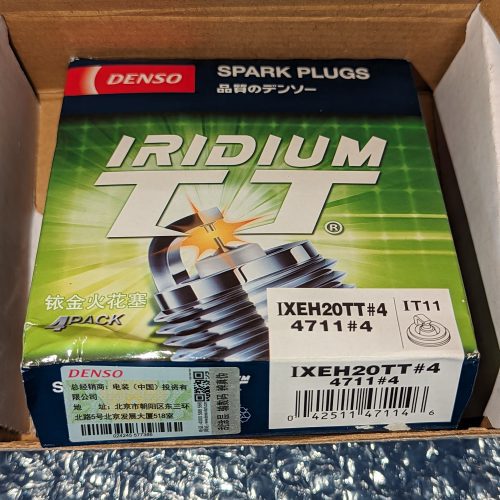 DENSO
SPARK PLUGS
品質のデンソー
IRIDIUM
TT®
铱金火花塞
4PACK
IXEH20TT#4
4711#4
IT11
DENSO
总经销商：电装（中国）投资有
限公司
地 址：北京市朝阳区东三环
北路5号北京发展大厦518室
024245 577386
IXEH20TT#4
4711#4
0 42511 47114 6